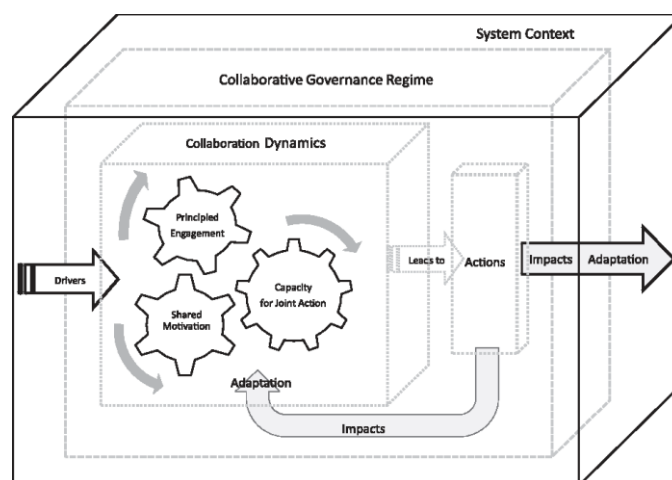 System Context
Collaborative Governance Regime
Collaboration Dynamics
Principled
Engagement
Drivers
Capacity
for Joint Action
Shared
Motivation
Leads to
Actions
Impacts
Adaptation
Adaptation
Impacts